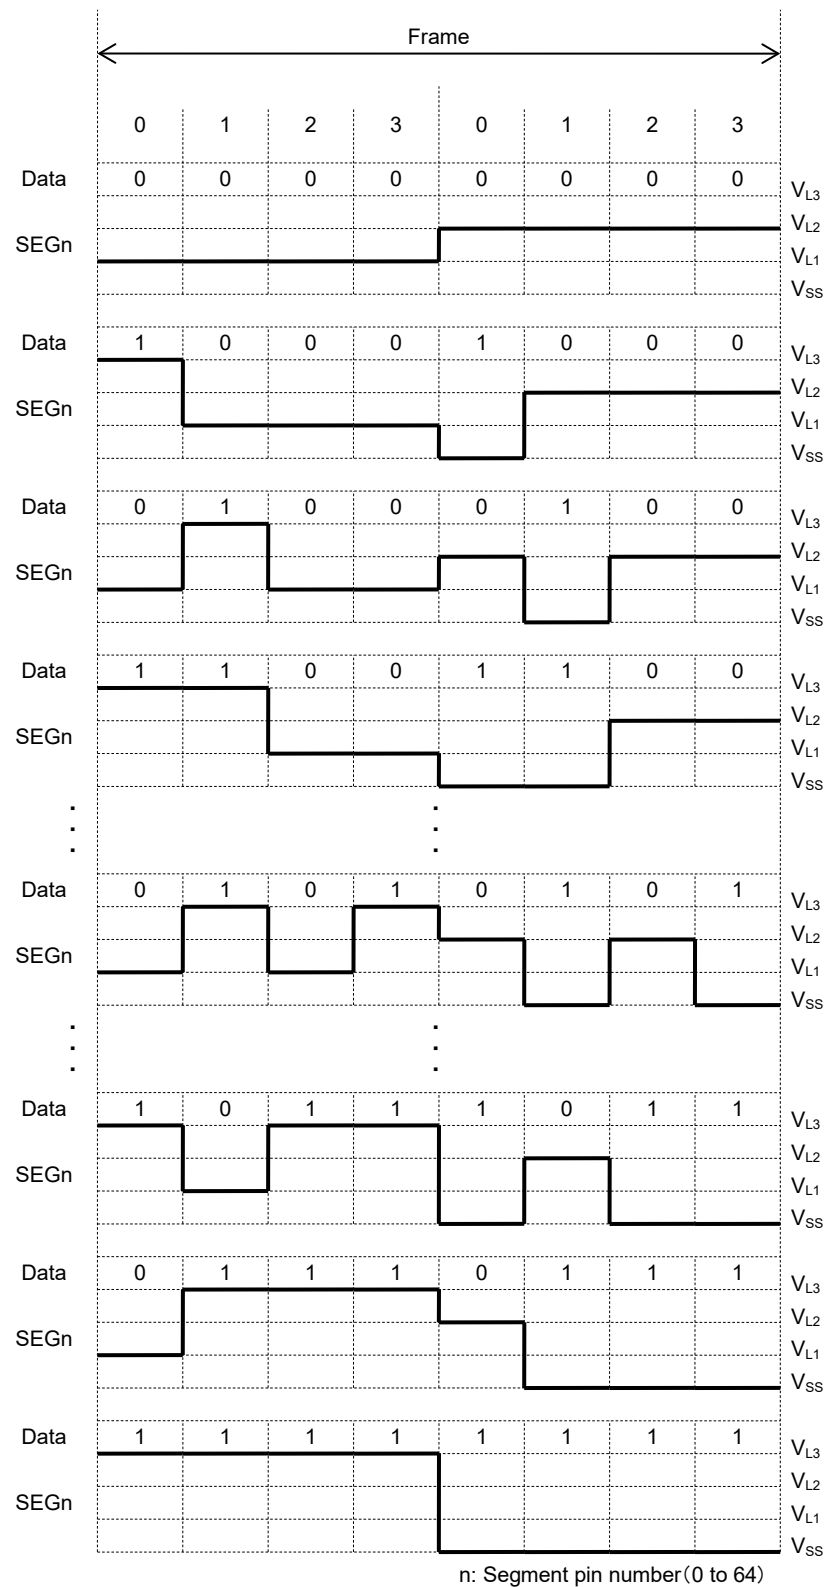 Frame
0 1 2 3 0 1 2 3
Data 0 0 0 0 0 0 0 0
VL3
VL2
SEGn
VL1
VSS
Data 1 0 0 0 1 0 0 0
VL3
VL2
SEGn
VL1
VSS
Data 0 1 0 0 0 1 0 0
VL3
VL2
SEGn
VL1
VSS
Data 1 1 0 0 1 1 0 0
VL3
VL2
SEGn
VL1
VSS
Data 0 1 0 1 0 1 0 1
VL3
VL2
SEGn
VL1
VSS
Data 1 0 1 1 1 0 1 1
VL3
VL2
SEGn
VL1
VSS
Data 0 1 1 1 0 1 1 1
VL3
VL2
SEGn
VL1
VSS
Data 1 1 1 1 1 1 1 1
VL3
VL2
SEGn
VL1
VSS
n: Segment pin number(0 to 64)